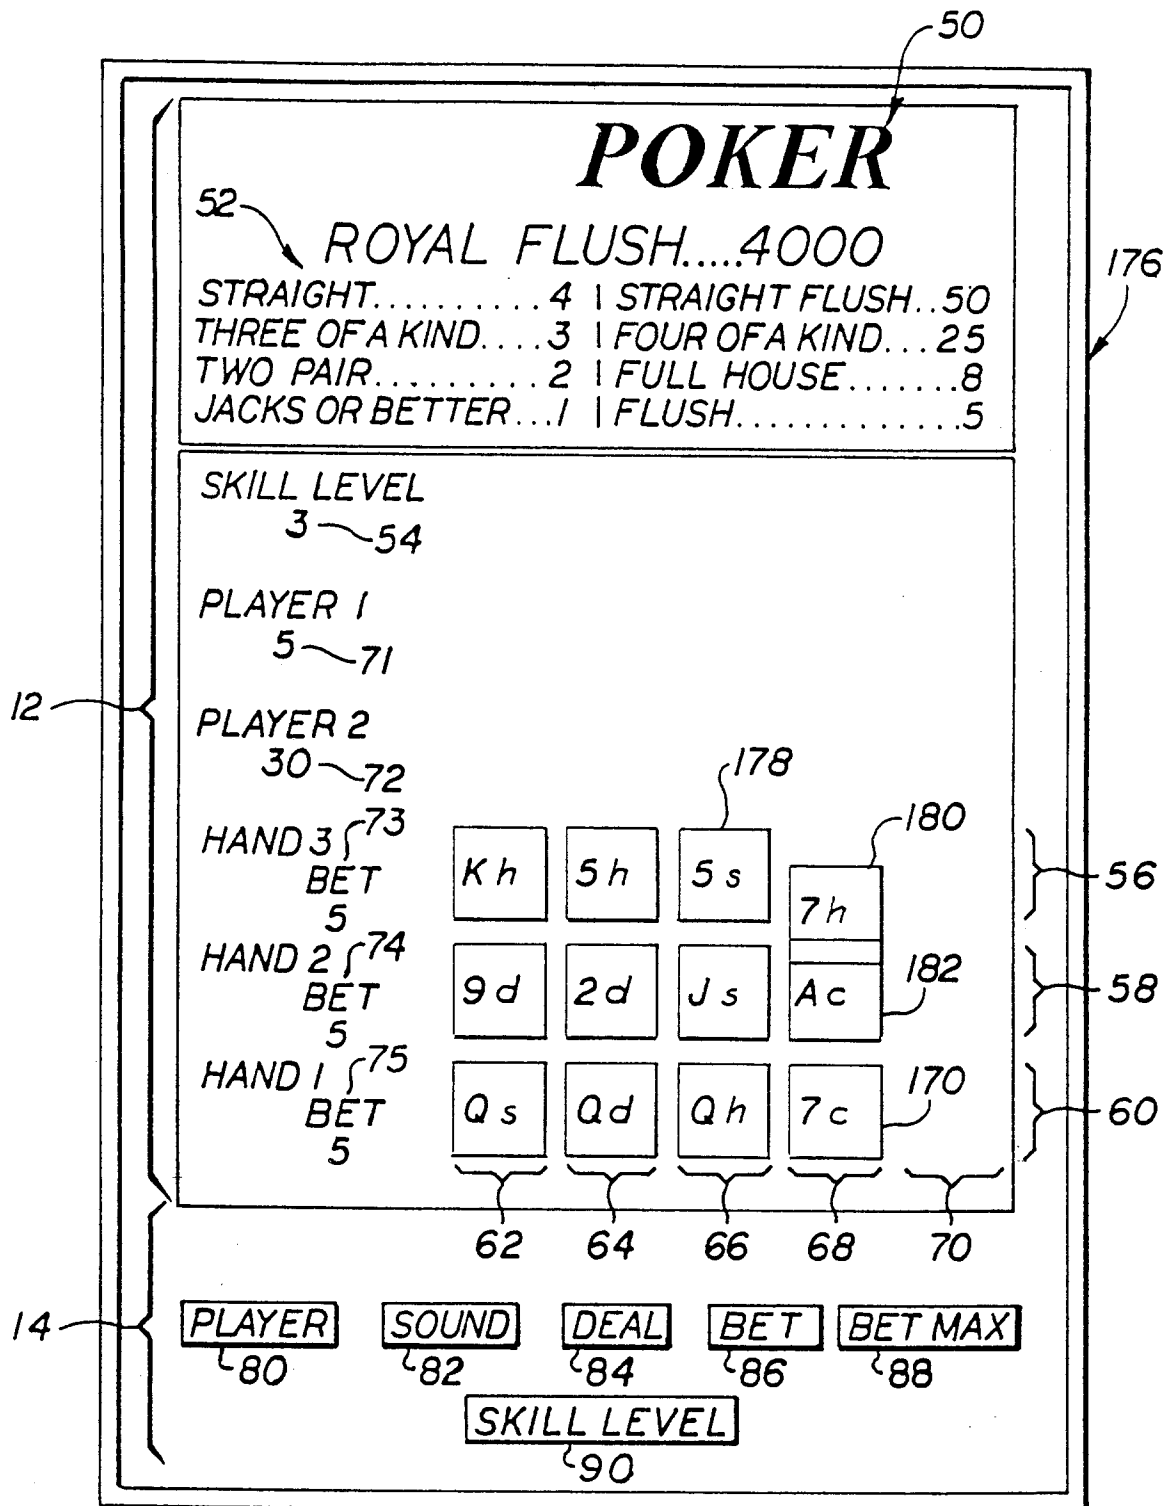 50
POKER
52
ROYAL FLUSH.....4000
176
STRAIGHT..........4 | STRAIGHT FLUSH..50
THREE OF A KIND....3 | FOUR OF A KIND...25
TWO PAIR.........2 | FULL HOUSE.......8
JACKS OR BETTER...1 | FLUSH.............5
SKILL LEVEL
3 54
PLAYER 1
5 71
12
PLAYER 2
30 72
178
HAND 3 73
BET
5
Kh 5h 5s
180
7h
56
HAND 2 74
BET
5
9d 2d Js Ac
182
58
HAND 1 75
BET
5
Qs Qd Qh 7c
170
60
62 64 66 68 70
14
PLAYER SOUND DEAL BET BET MAX
80 82 84 86 88
SKILL LEVEL
90